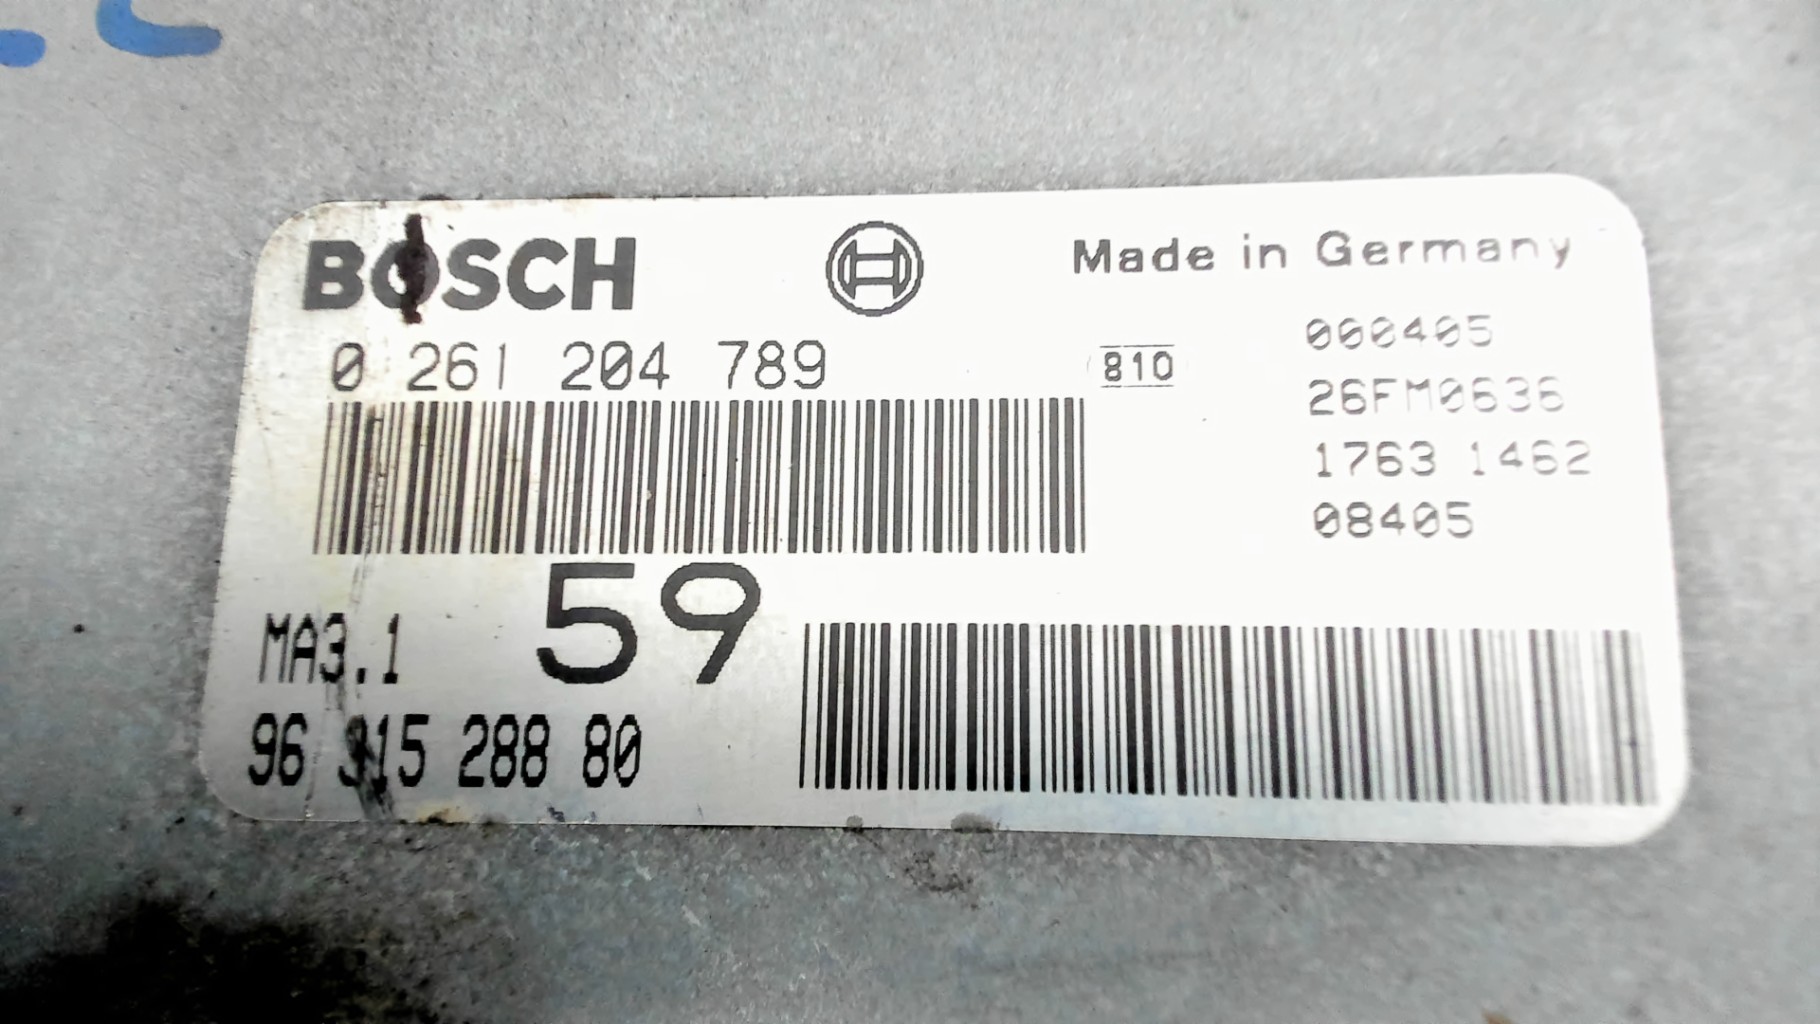 BOSCH
Made in Germany
0 261 204 789
810
000405
26FM0636
1763 1462
08405
MA3.1
59
96 915 288 80